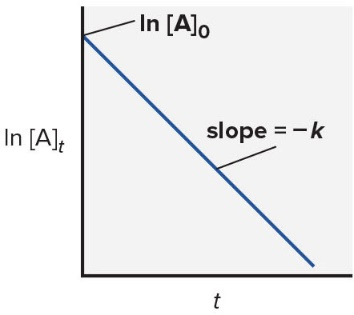 ln [A]₀
slope = −k
ln [A]ₜ
t